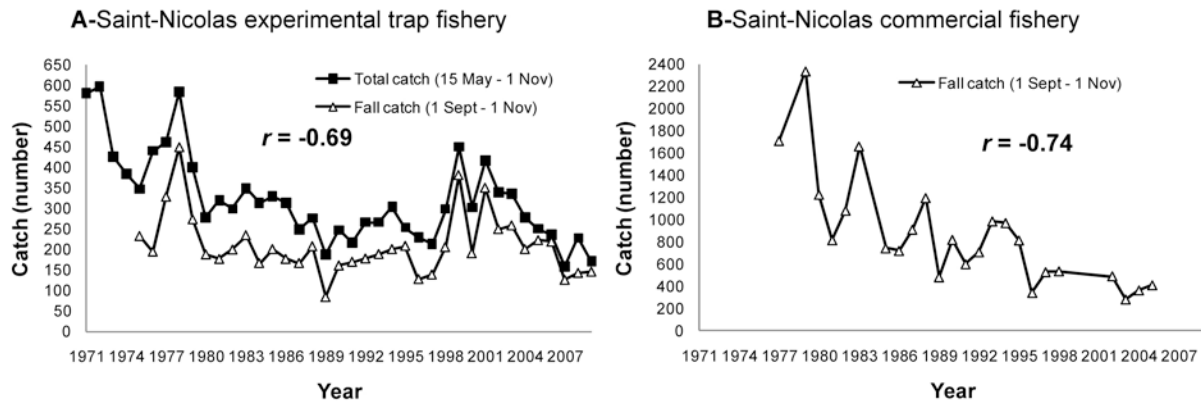 A-Saint-Nicolas experimental trap fishery
650
600
550
500
450
400
350
300
250
200
150
100
50
0
Catch (number)
Total catch (15 May - 1 Nov)
Fall catch (1 Sept - 1 Nov)
r = -0.69
1971 1974 1977 1980 1983 1986 1989 1992 1995 1998 2001 2004 2007
Year
B-Saint-Nicolas commercial fishery
2400
2200
2000
1800
1600
1400
1200
1000
800
600
400
200
0
Catch (number)
Fall catch (1 Sept - 1 Nov)
r = -0.74
1971 1974 1977 1980 1983 1986 1989 1992 1995 1998 2001 2004 2007
Year